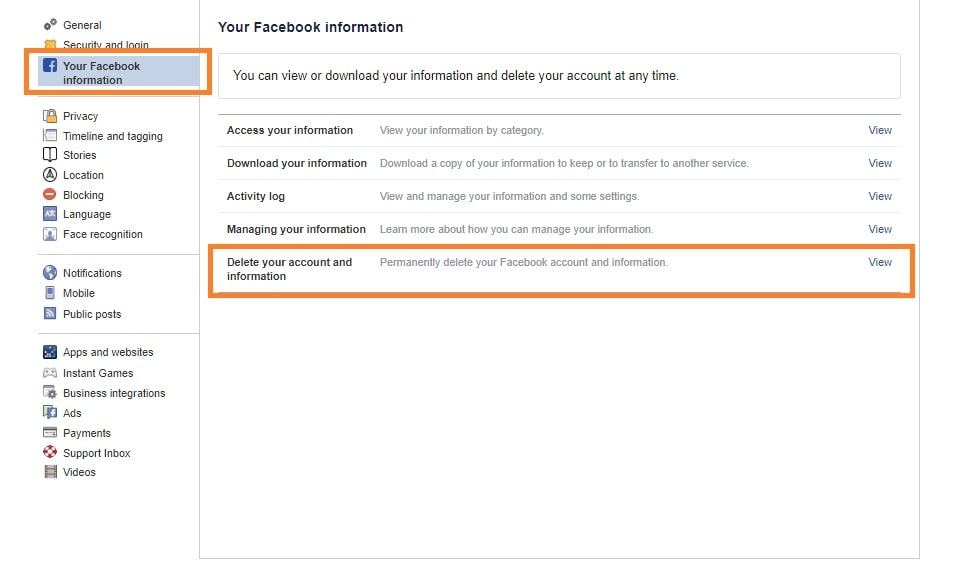 General
Security and login
Your Facebook
information
Privacy
Timeline and tagging
Stories
Location
Blocking
Language
Face recognition
Notifications
Mobile
Public posts
Apps and websites
Instant Games
Business integrations
Ads
Payments
Support Inbox
Videos
Your Facebook information
You can view or download your information and delete your account at any time.
Access your information View your information by category. View
Download your information Download a copy of your information to keep or to transfer to another service. View
Activity log View and manage your information and some settings. View
Managing your information Learn more about how you can manage your information. View
Delete your account and Permanently delete your Facebook account and information. View
information